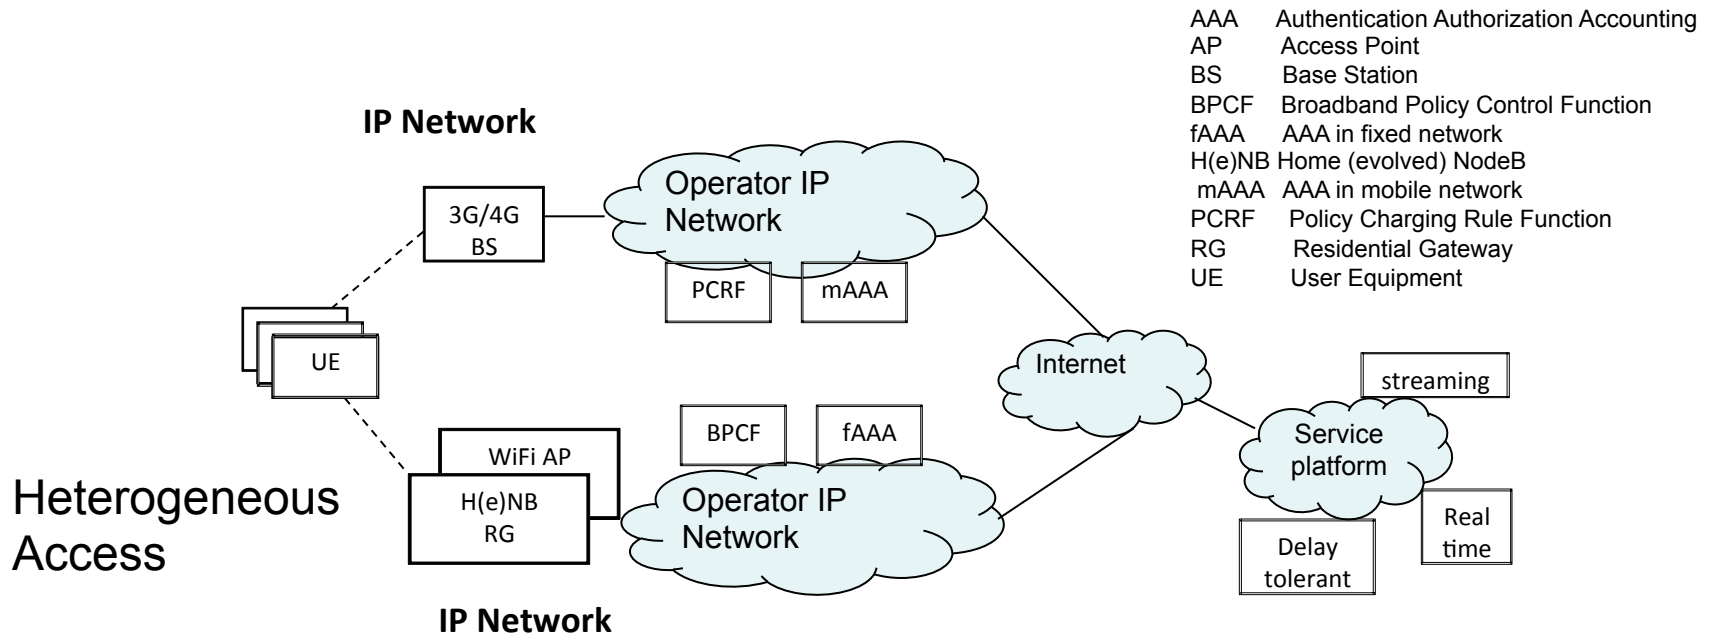 AAA Authentication Authorization Accounting
AP Access Point
BS Base Station
BPCF Broadband Policy Control Function
fAAA AAA in fixed network
H(e)NB Home (evolved) NodeB
mAAA AAA in mobile network
PCRF Policy Charging Rule Function
RG Residential Gateway
UE User Equipment
IP Network
Operator IP
Network
3G/4G
BS
PCRF
mAAA
UE
Internet
streaming
BPCF
fAAA
Service
platform
WiFi AP
H(e)NB
RG
Operator IP
Network
Heterogeneous
Access
Real
time
Delay
tolerant
IP Network